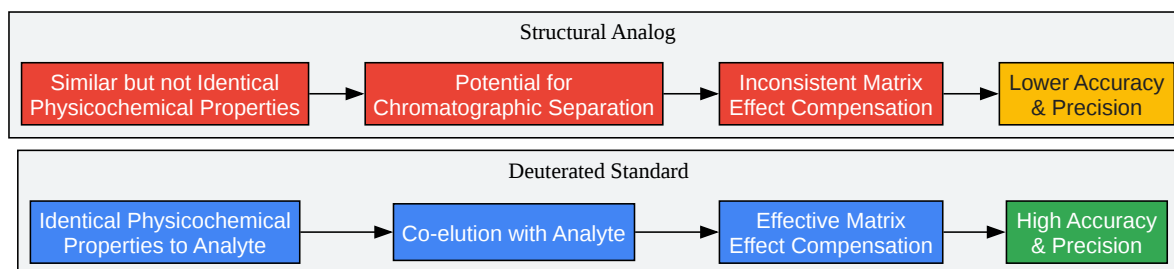 Structural Analog
Similar but not Identical
Physicochemical Properties
Potential for
Chromatographic Separation
Inconsistent Matrix
Effect Compensation
Lower Accuracy
& Precision
Deuterated Standard
Identical Physicochemical
Properties to Analyte
Co-elution with Analyte
Effective Matrix
Effect Compensation
High Accuracy
& Precision